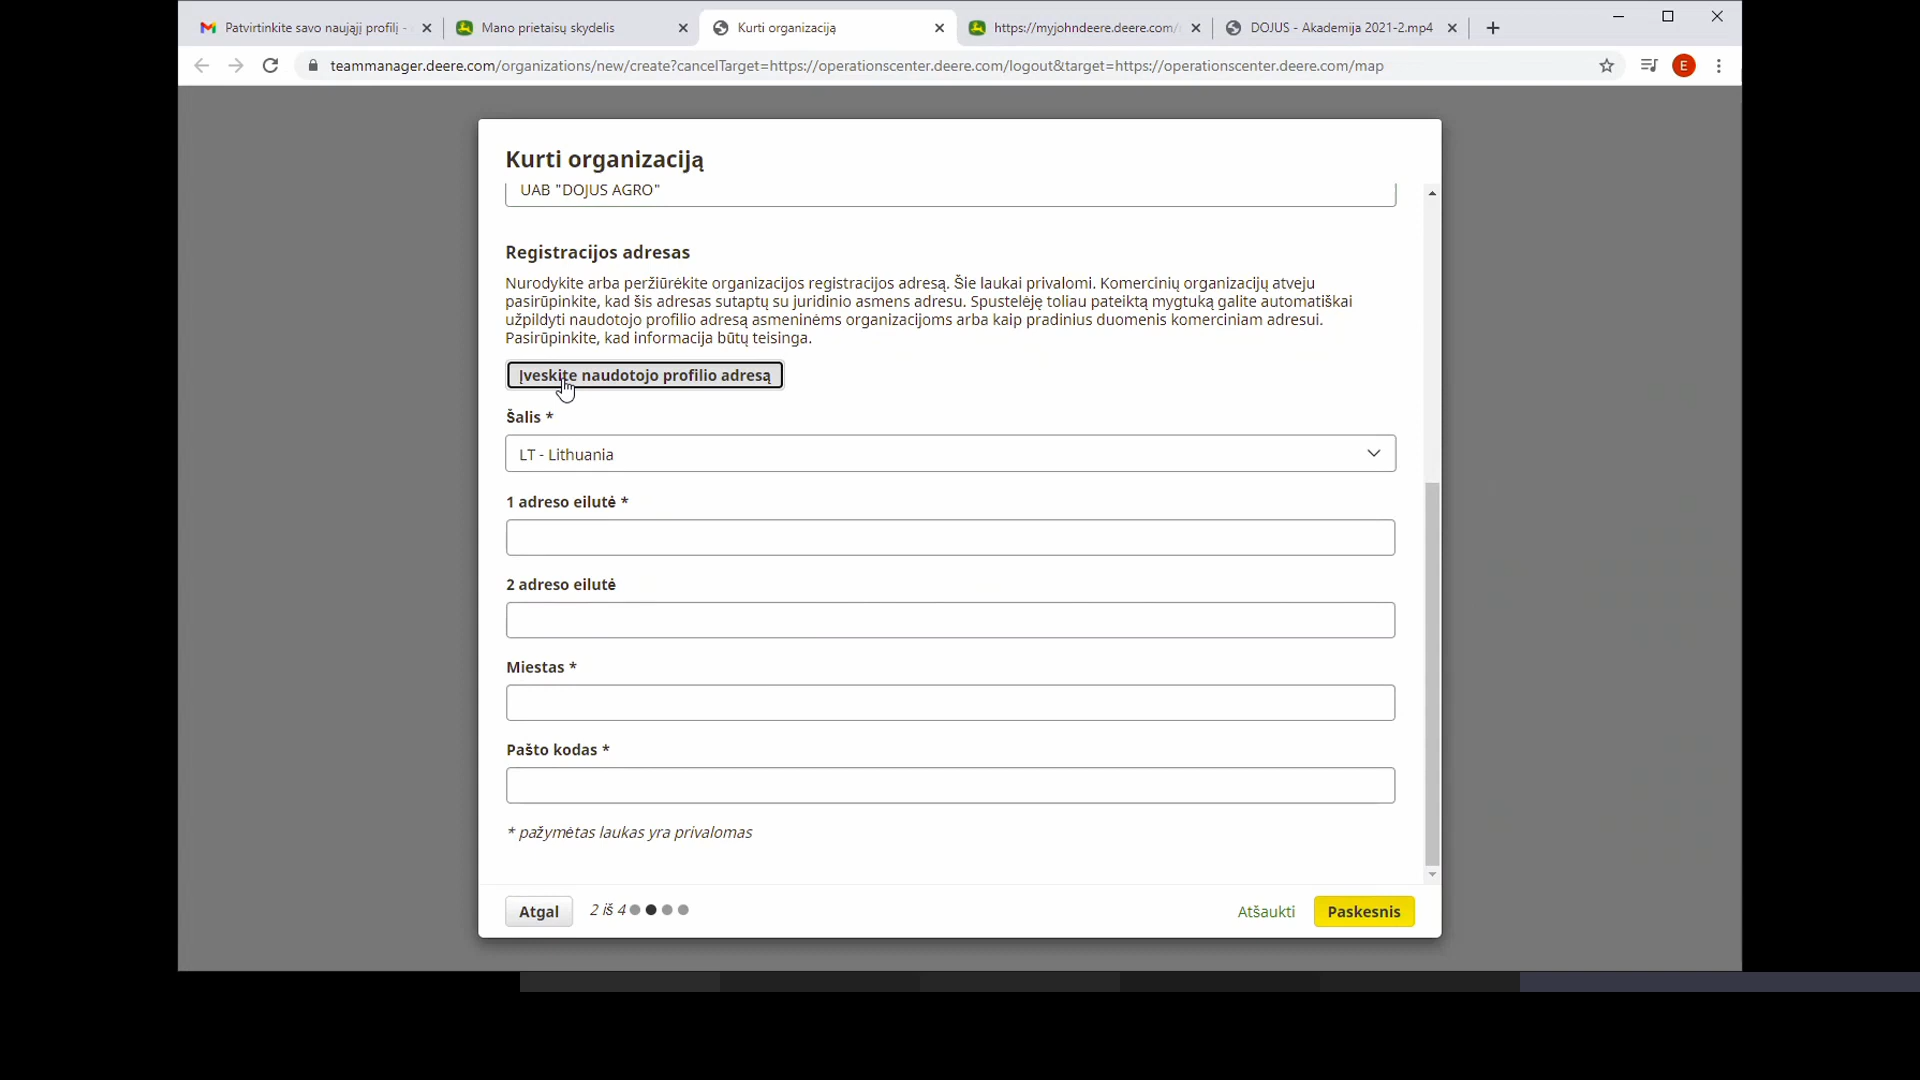 Patvirtinkite savo naująjį profilį -
Mano prietaisų skydelis
Kurti organizaciją
https://myjohndeere.deere.com/
DOJUS - Akademija 2021-2.mp4
teammanager.deere.com/organizations/new/create?cancelTarget=https://operationscenter.deere.com/logout&target=https://operationscenter.deere.com/map
E
Kurti organizaciją
UAB "DOJUS AGRO"
Registracijos adresas
Nurodykite arba peržiūrėkite organizacijos registracijos adresą. Šie laukai privalomi. Komercinių organizacijų atveju
pasirūpinkite, kad šis adresas sutaptų su juridinio asmens adresu. Spustelėję toliau pateiktą mygtuką galite automatiškai
užpildyti naudotojo profilio adresą asmeninėms organizacijoms arba kaip pradinius duomenis komerciniam adresui.
Pasirūpinkite, kad informacija būtų teisinga.
Įveskite naudotojo profilio adresą
Šalis *
LT - Lithuania
1 adreso eilutė *
2 adreso eilutė
Miestas *
Pašto kodas *
* pažymėtas laukas yra privalomas
Atgal
2 iš 4
Atšaukti
Paskesnis